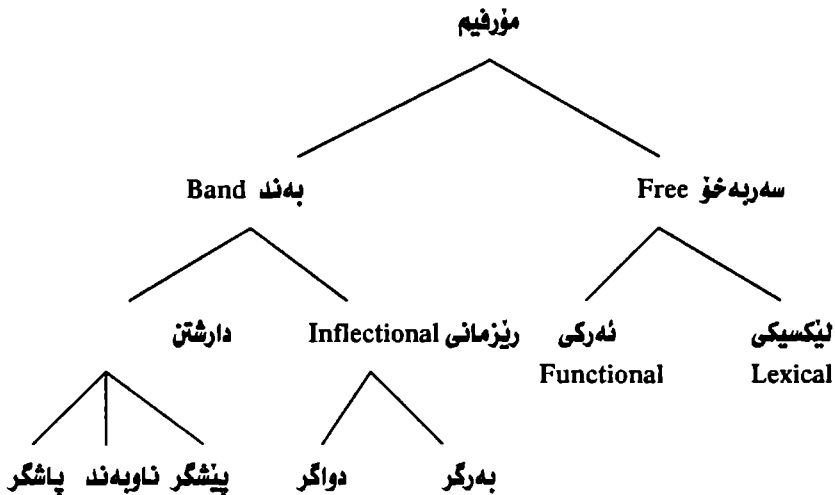 مۆرفیم
سەربەخۆ Free بەند Band
لێکسیکی ئەرکی ڕێزمانی Inflectional دارشتن
Lexical Functional
بەرگر دواگر پێشگر ناوبەند پاشگر